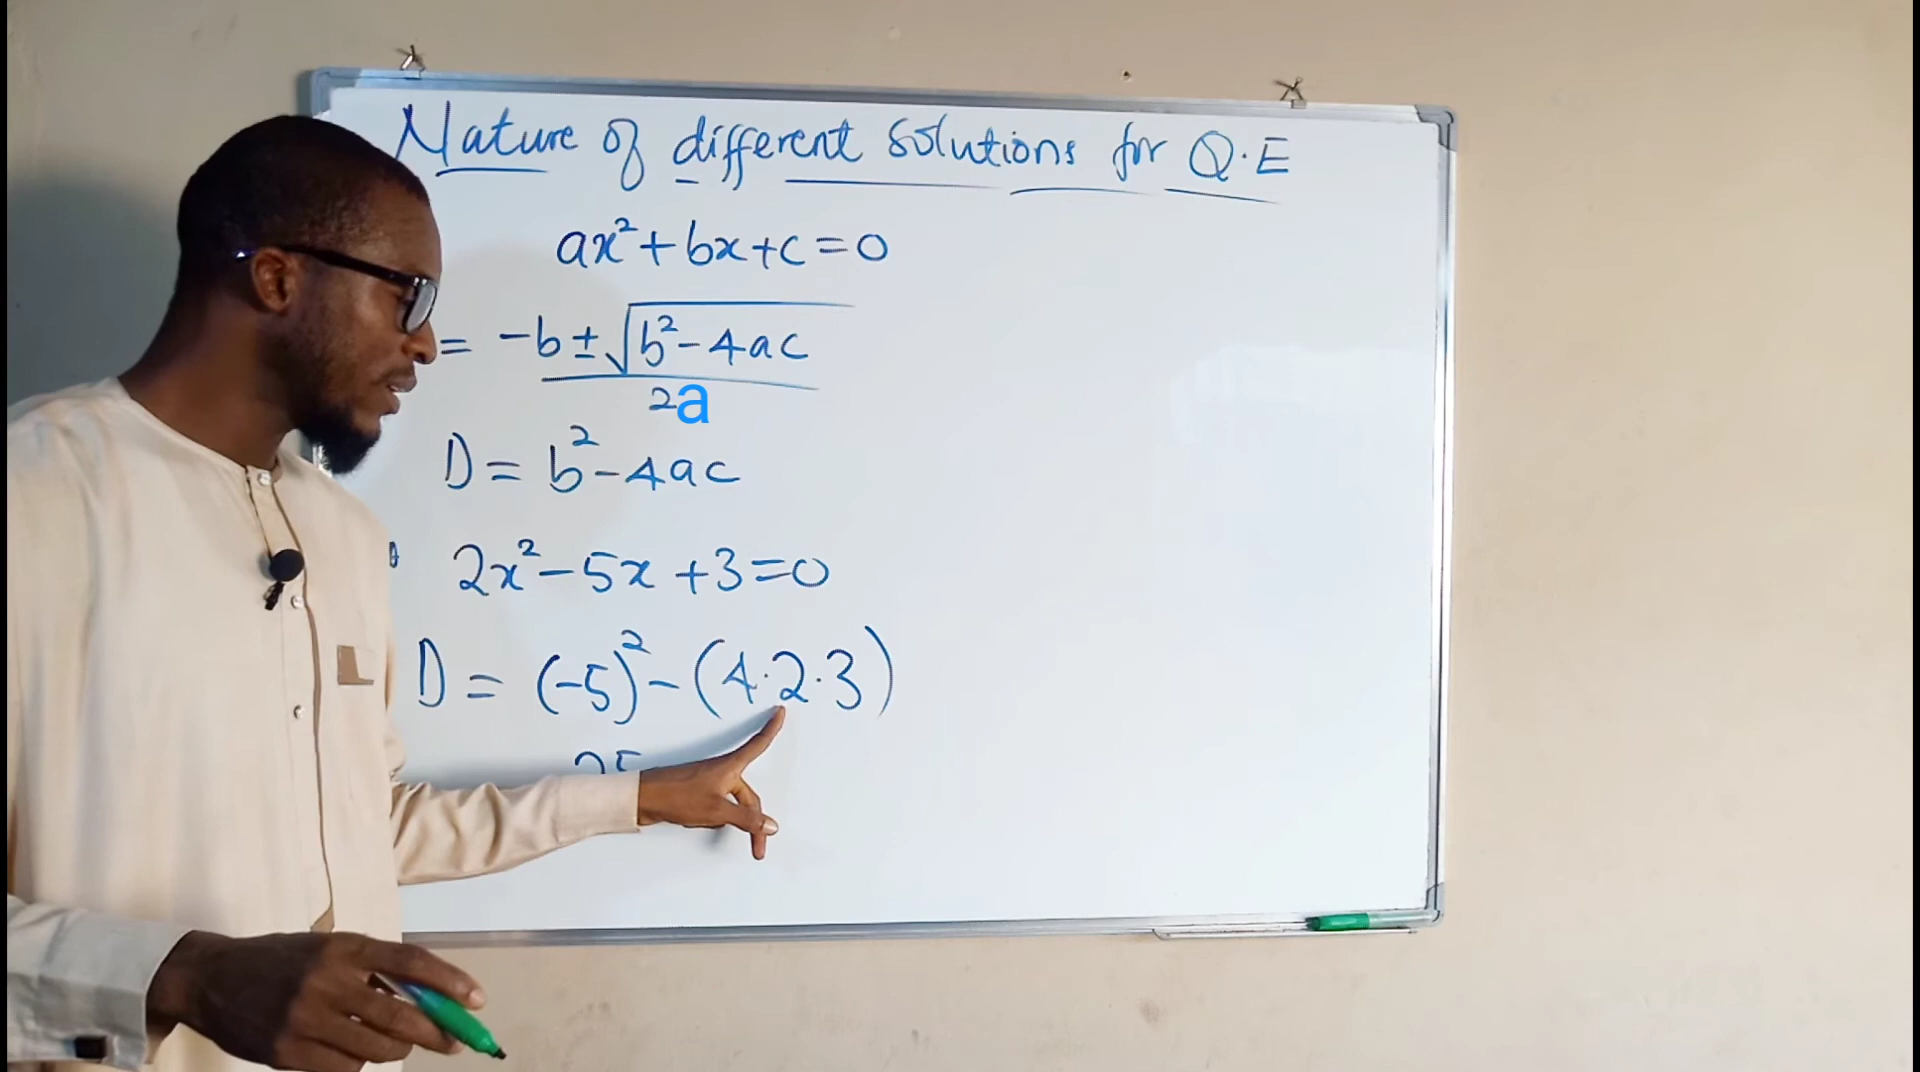 Nature of different solutions for Q.E
ax²+bx+c=0
= -b±√b²-4ac
2a
D = b²-4ac
2x²-5x+3=0
D = (-5)²-(4·2·3)
25